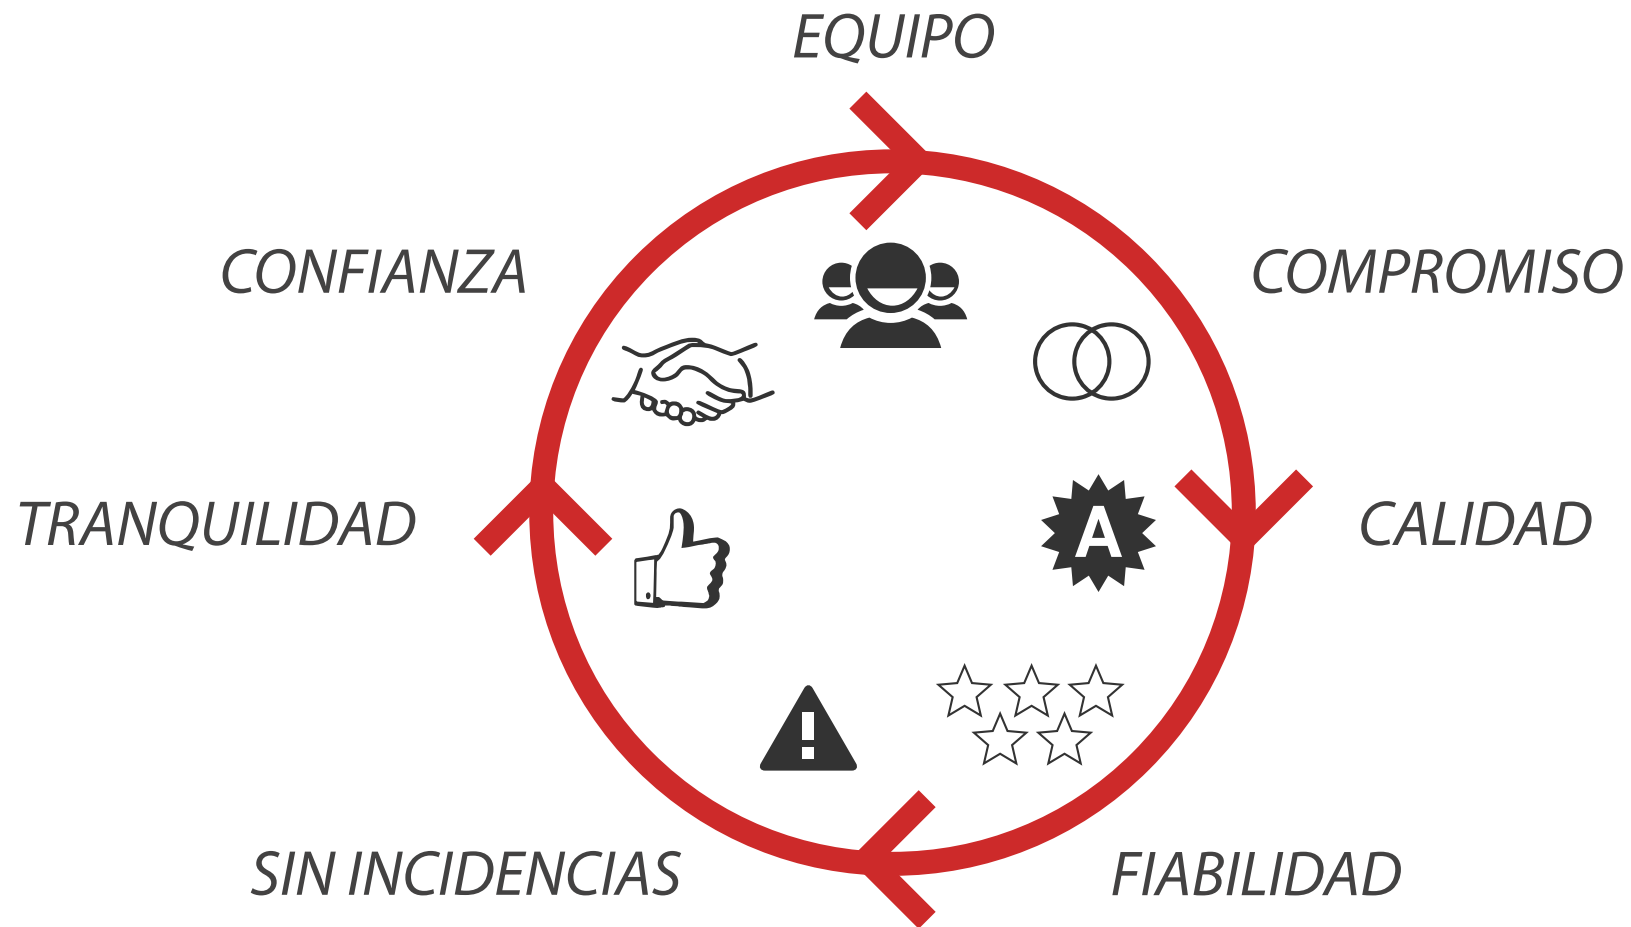 EQUIPO
CONFIANZA
COMPROMISO
TRANQUILIDAD
A
CALIDAD
SIN INCIDENCIAS
FIABILIDAD